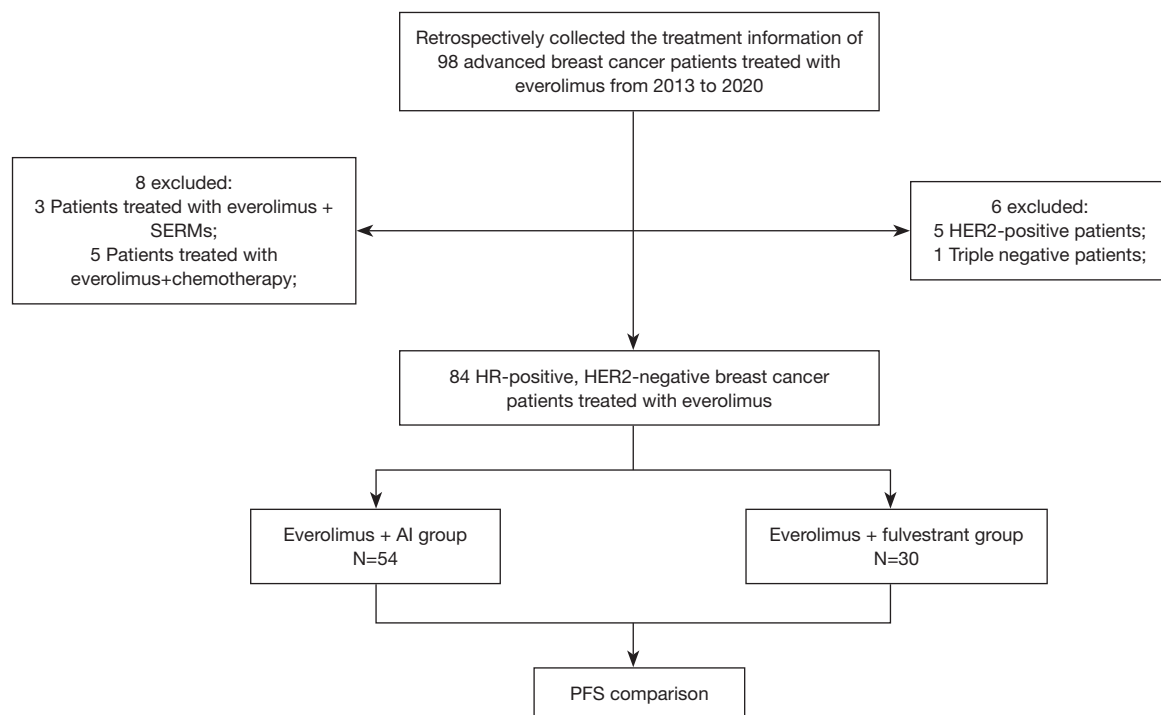 Retrospectively collected the treatment information of
98 advanced breast cancer patients treated with
everolimus from 2013 to 2020
8 excluded:
3 Patients treated with everolimus +
SERMs;
5 Patients treated with
everolimus+chemotherapy;
6 excluded:
5 HER2-positive patients;
1 Triple negative patients;
84 HR-positive, HER2-negative breast cancer
patients treated with everolimus
Everolimus + AI group
N=54
Everolimus + fulvestrant group
N=30
PFS comparison